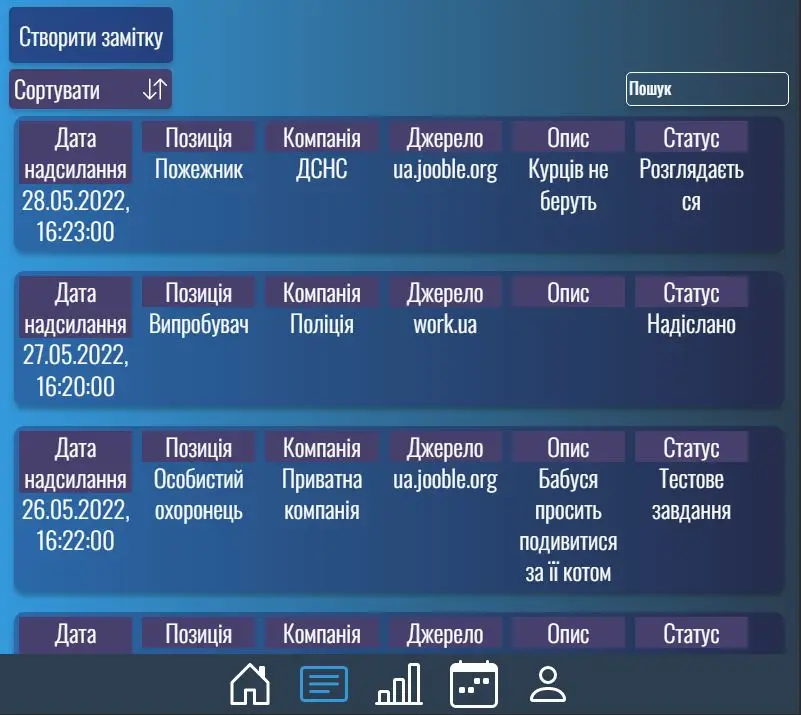 Створити замітку
Сортувати
Пошук
Дата надсилання
28.05.2022,
16:23:00
Позиція
Пожежник
Компанія
ДСНС
Джерело
ua.jooble.org
Опис
Курців не
беруть
Статус
Розглядаєть
ся
Дата
надсилання
27.05.2022,
16:20:00
Позиція
Випробувач
Компанія
Поліція
Джерело
work.ua
Опис
Статус
Надіслано
Дата
надсилання
26.05.2022,
16:22:00
Позиція
Особистий
охоронець
Компанія
Приватна
компанія
Джерело
ua.jooble.org
Опис
Бабуся
просить
подивитися
за її котом
Статус
Тестове
завдання
Дата
Позиція
Компанія
Джерело
Опис
Статус